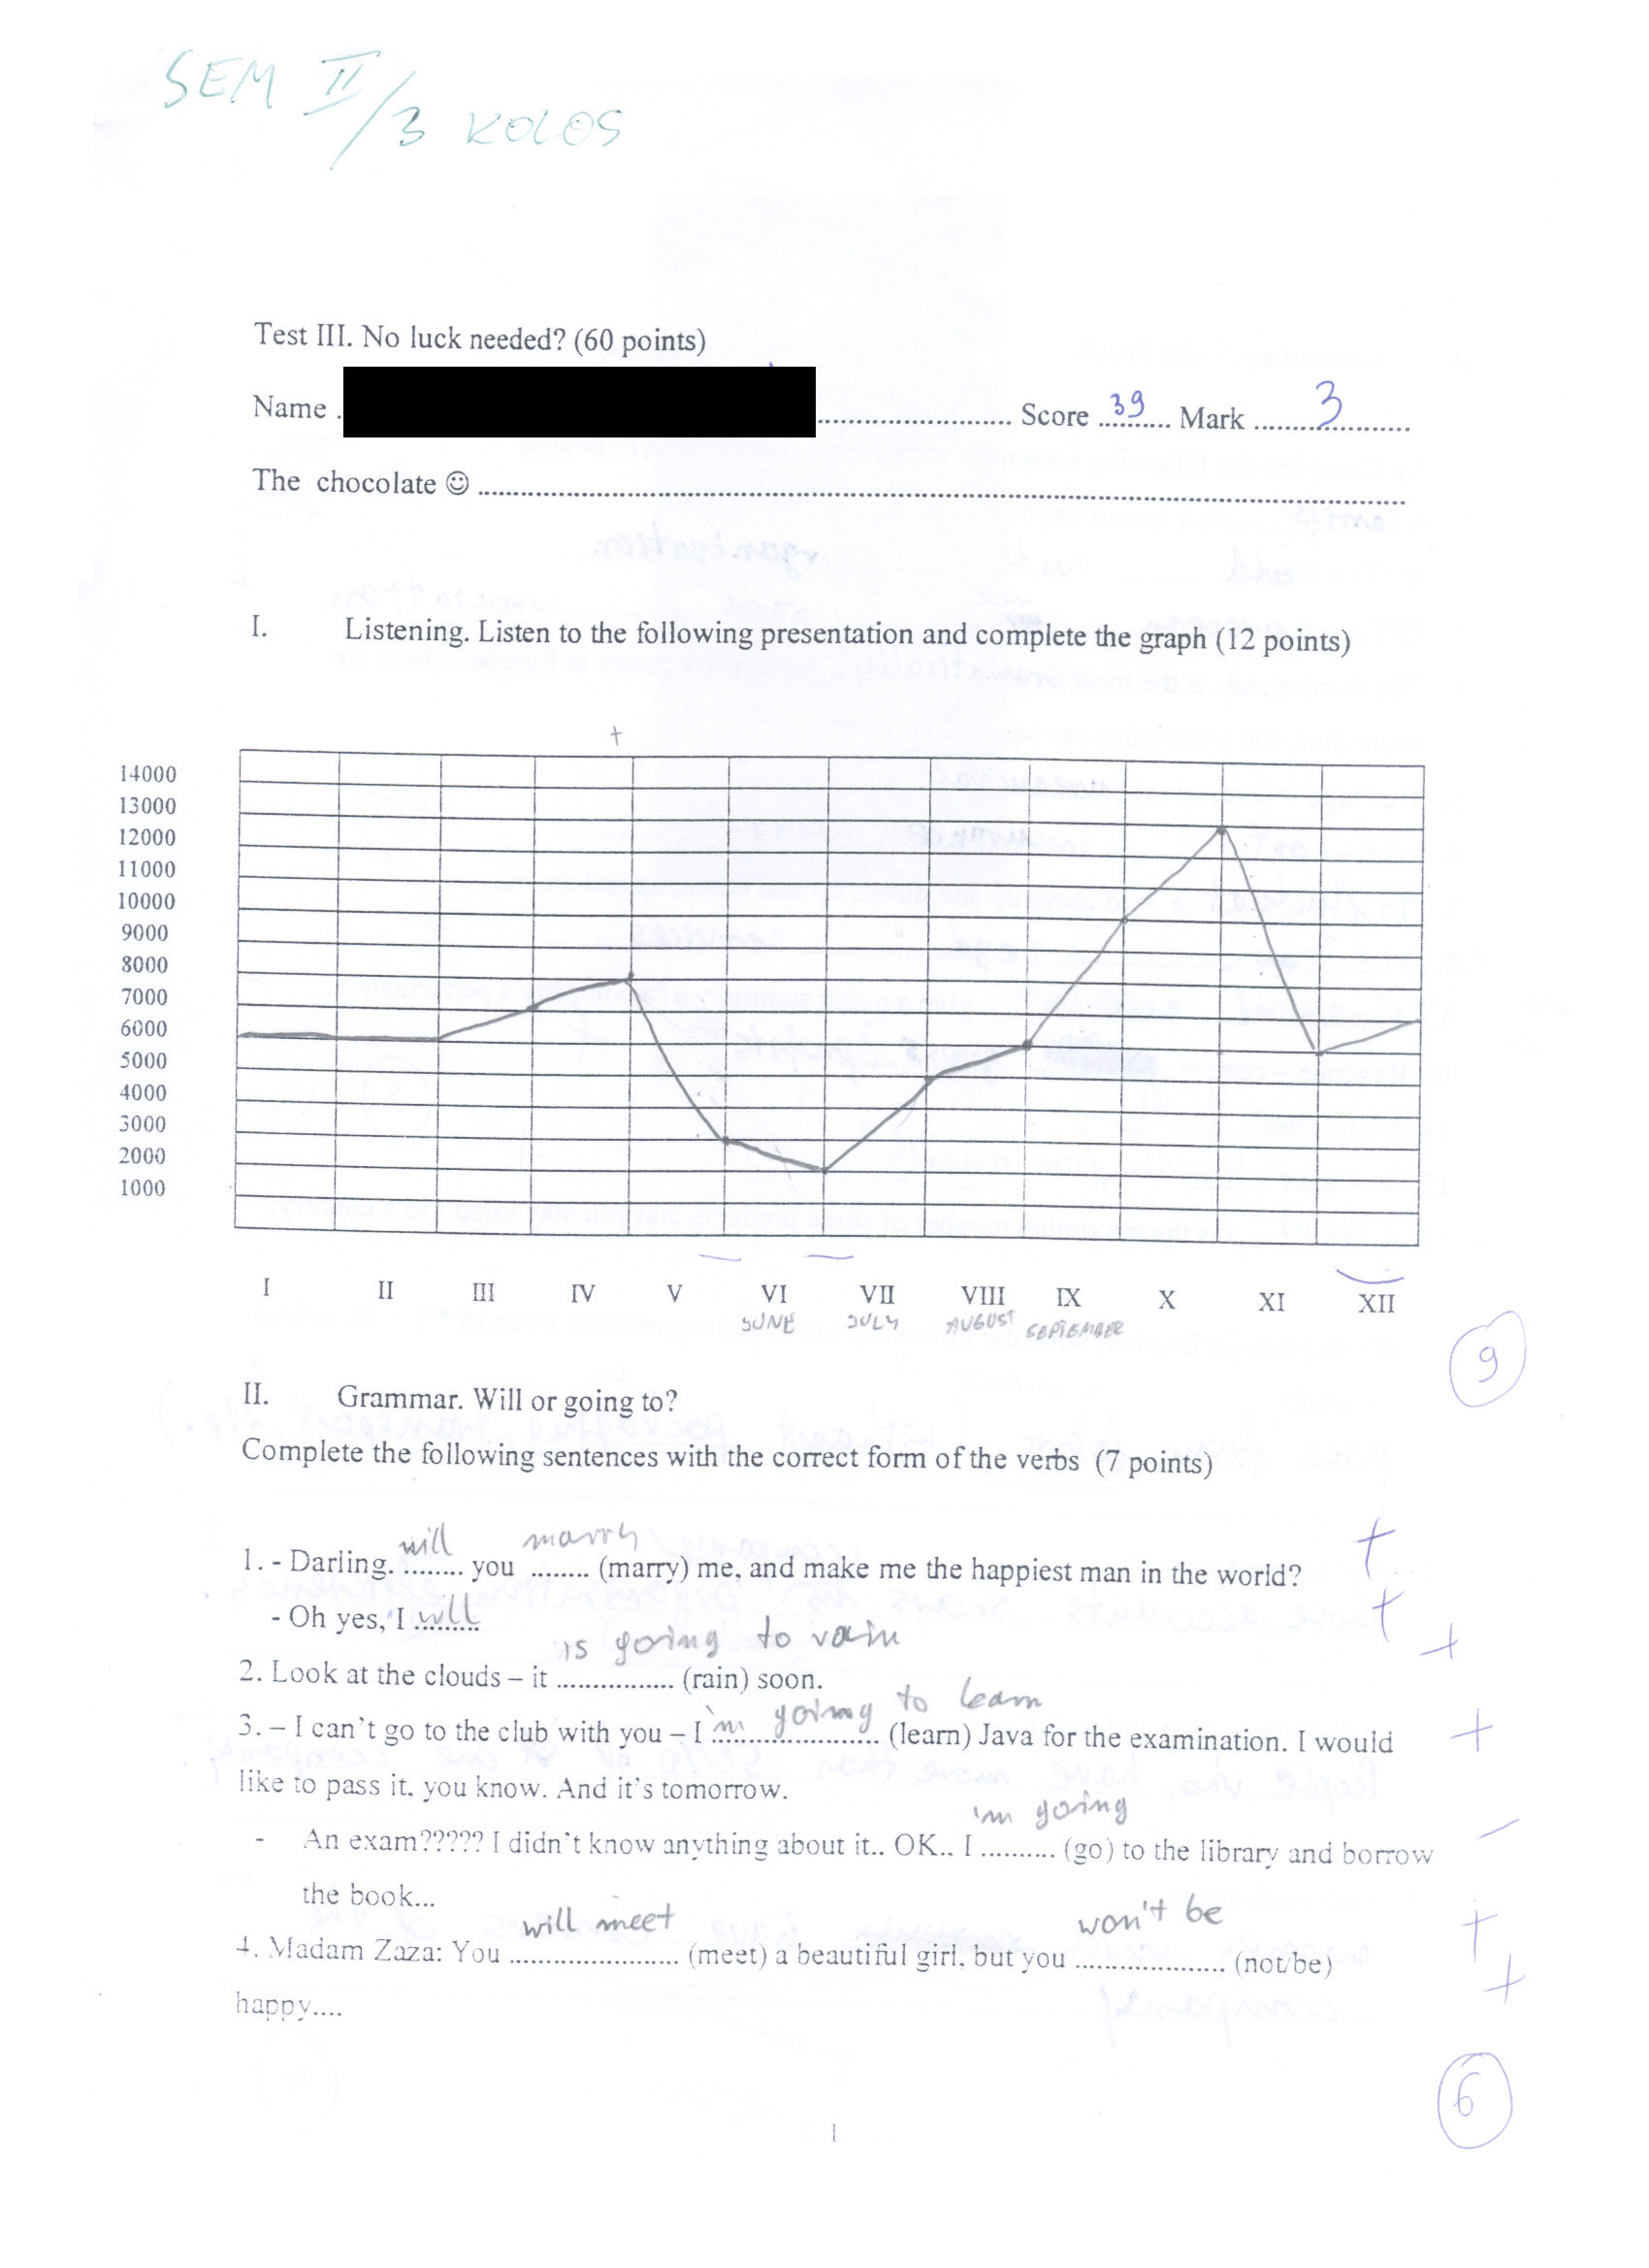 SEM II/3 KOLOS
Test III. No luck needed? (60 points)
Name ............................ Score 39 Mark 3
The chocolate ☺ ............................
I. Listening. Listen to the following presentation and complete the graph (12 points)
+
14000
13000
12000
11000
10000
9000
8000
7000
6000
5000
4000
3000
2000
1000
I II III IV V VI VII VIII IX X XI XII
JUNE JULY AUGUST SEPTEMBER
9
II. Grammar. Will or going to?
Complete the following sentences with the correct form of the verbs (7 points)
1. - Darling. will you marry (marry) me, and make me the happiest man in the world? +
- Oh yes, I will +
2. Look at the clouds – it is going to rain (rain) soon. +
3. – I can't go to the club with you – I 'm going to learn (learn) Java for the examination. I would +
like to pass it, you know. And it's tomorrow.
- An exam????? I didn't know anything about it.. OK.. I 'm going (go) to the library and borrow –
the book...
4. Madam Zaza: You will meet (meet) a beautiful girl, but you won't be (not/be) + +
happy....
6
1